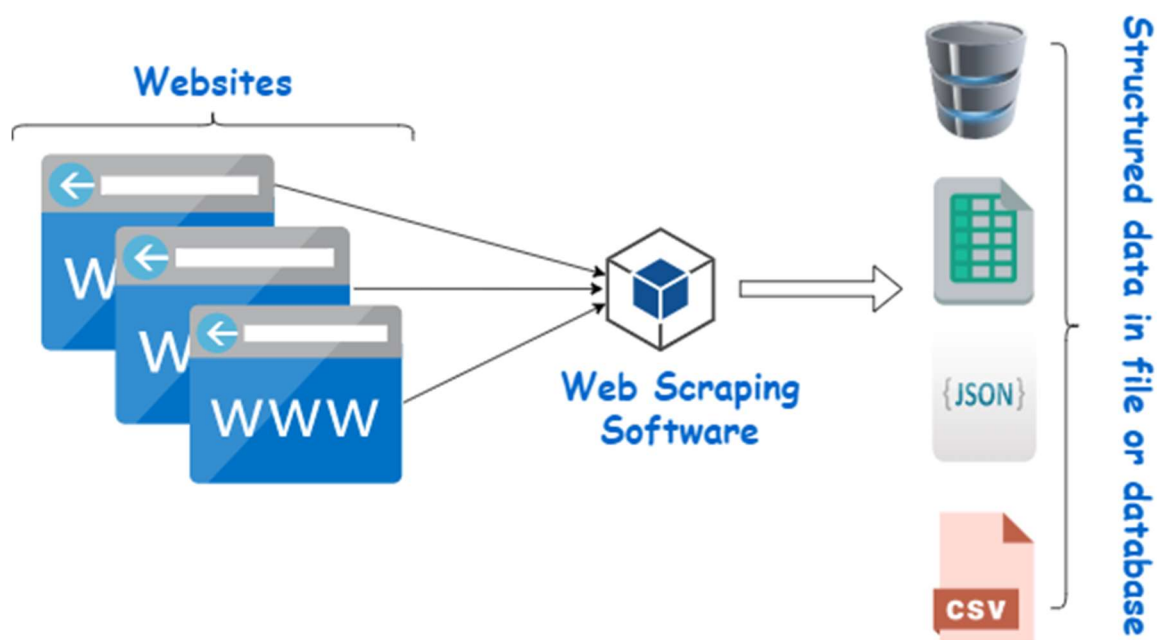 Websites
W
W
WWW
Web Scraping
Software
{JSON}
CSV
Structured data in file or database